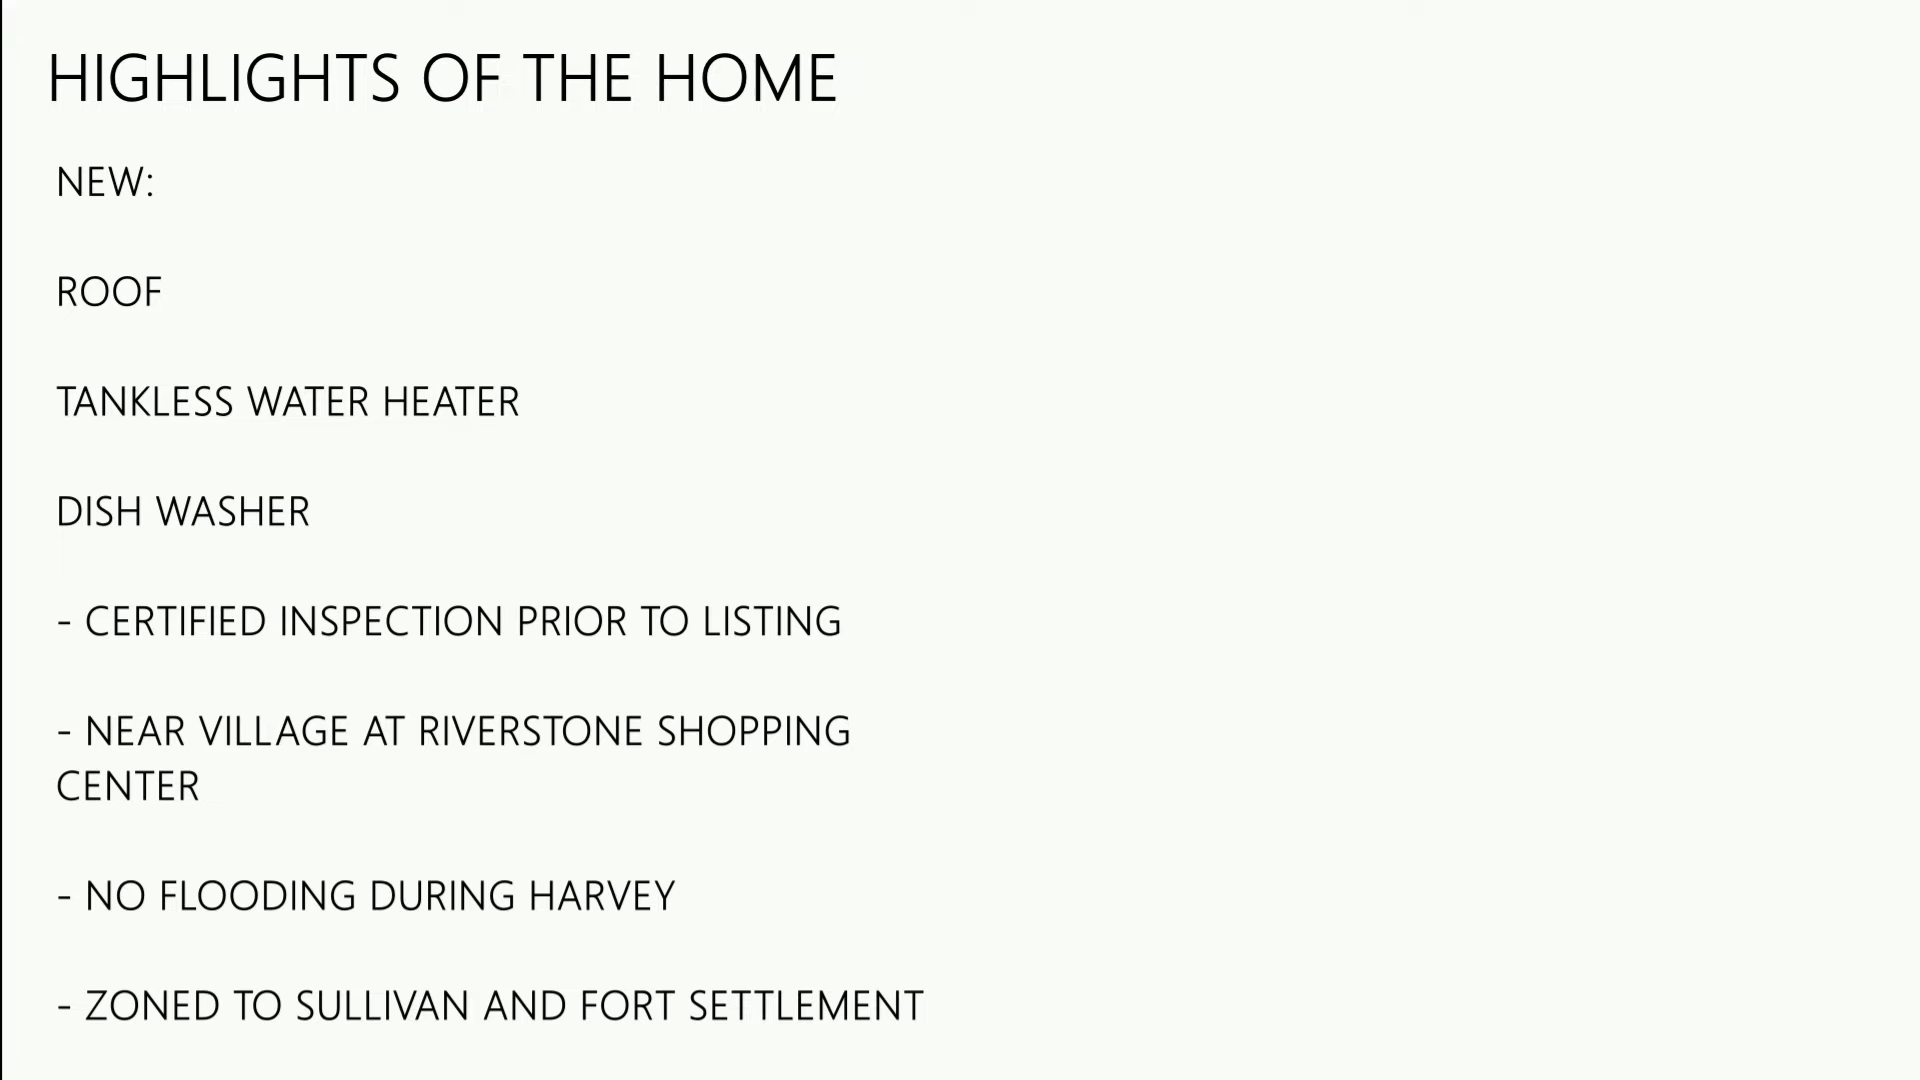 HIGHLIGHTS OF THE HOME
NEW:
ROOF
TANKLESS WATER HEATER
DISH WASHER
- CERTIFIED INSPECTION PRIOR TO LISTING
- NEAR VILLAGE AT RIVERSTONE SHOPPING
CENTER
- NO FLOODING DURING HARVEY
- ZONED TO SULLIVAN AND FORT SETTLEMENT